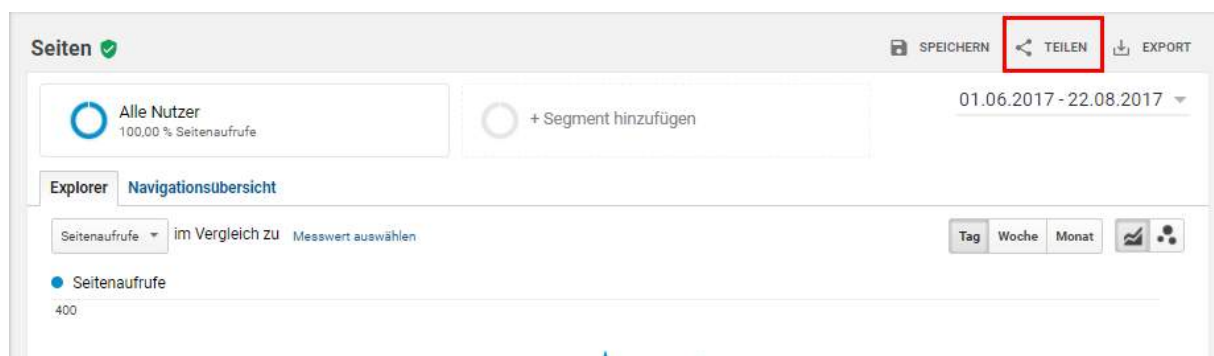 Seiten
SPEICHERN TEILEN EXPORT
Alle Nutzer
100,00 % Seitenaufrufe
+ Segment hinzufügen
01.06.2017 - 22.08.2017
Explorer Navigationsübersicht
Seitenaufrufe im Vergleich zu Messwert auswählen
Tag Woche Monat
Seitenaufrufe
400